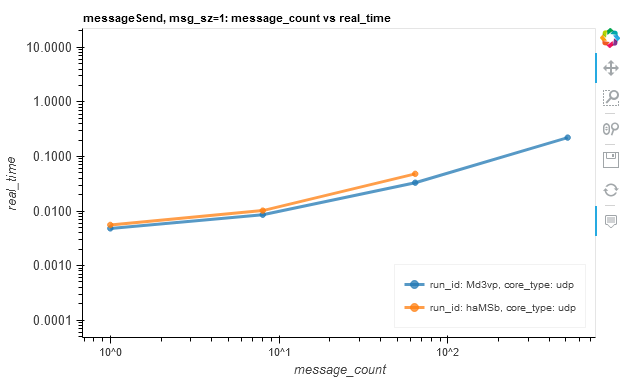 messageSend, msg_sz=1: message_count vs real_time
10.0000
1.0000
0.1000
0.0100
0.0010
0.0001
real_time
run_id: Md3vp, core_type: udp
run_id: haMSb, core_type: udp
10^0 10^1 10^2
message_count